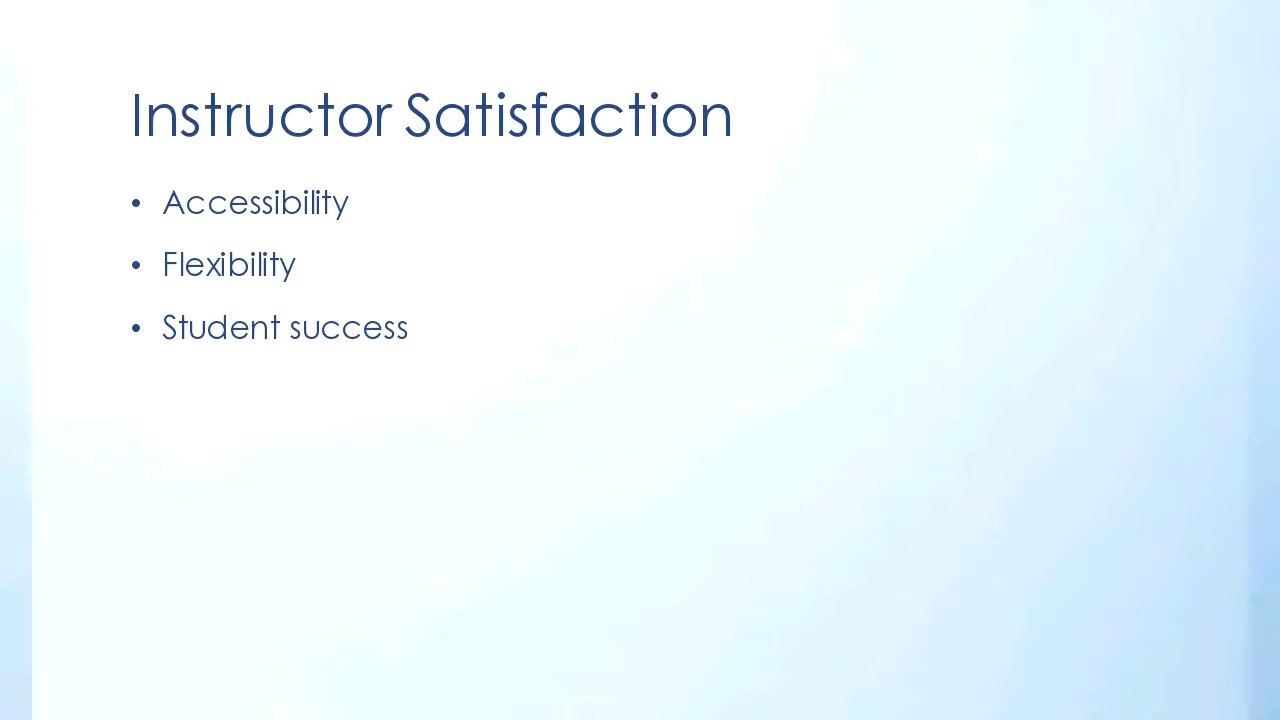 Instructor Satisfaction
• Accessibility
• Flexibility
• Student success